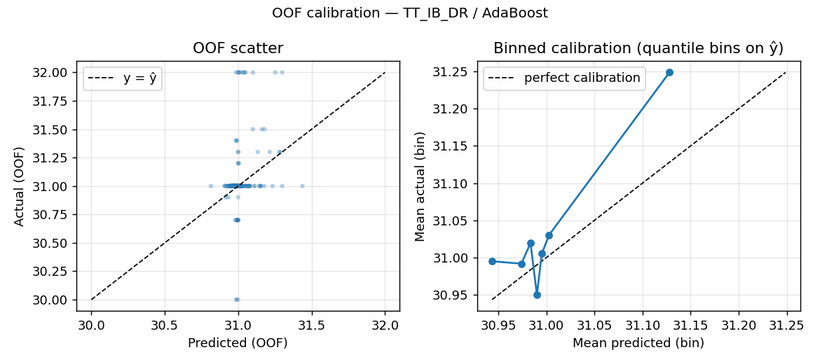 OOF calibration — TT_IB_DR / AdaBoost
OOF scatter
Binned calibration (quantile bins on ŷ)
y = ŷ
perfect calibration
Actual (OOF)
32.00
31.75
31.50
31.25
31.00
30.75
30.50
30.25
30.00
30.0 30.5 31.0 31.5 32.0
Predicted (OOF)
Mean actual (bin)
31.25
31.20
31.15
31.10
31.05
31.00
30.95
30.95 31.00 31.05 31.10 31.15 31.20 31.25
Mean predicted (bin)